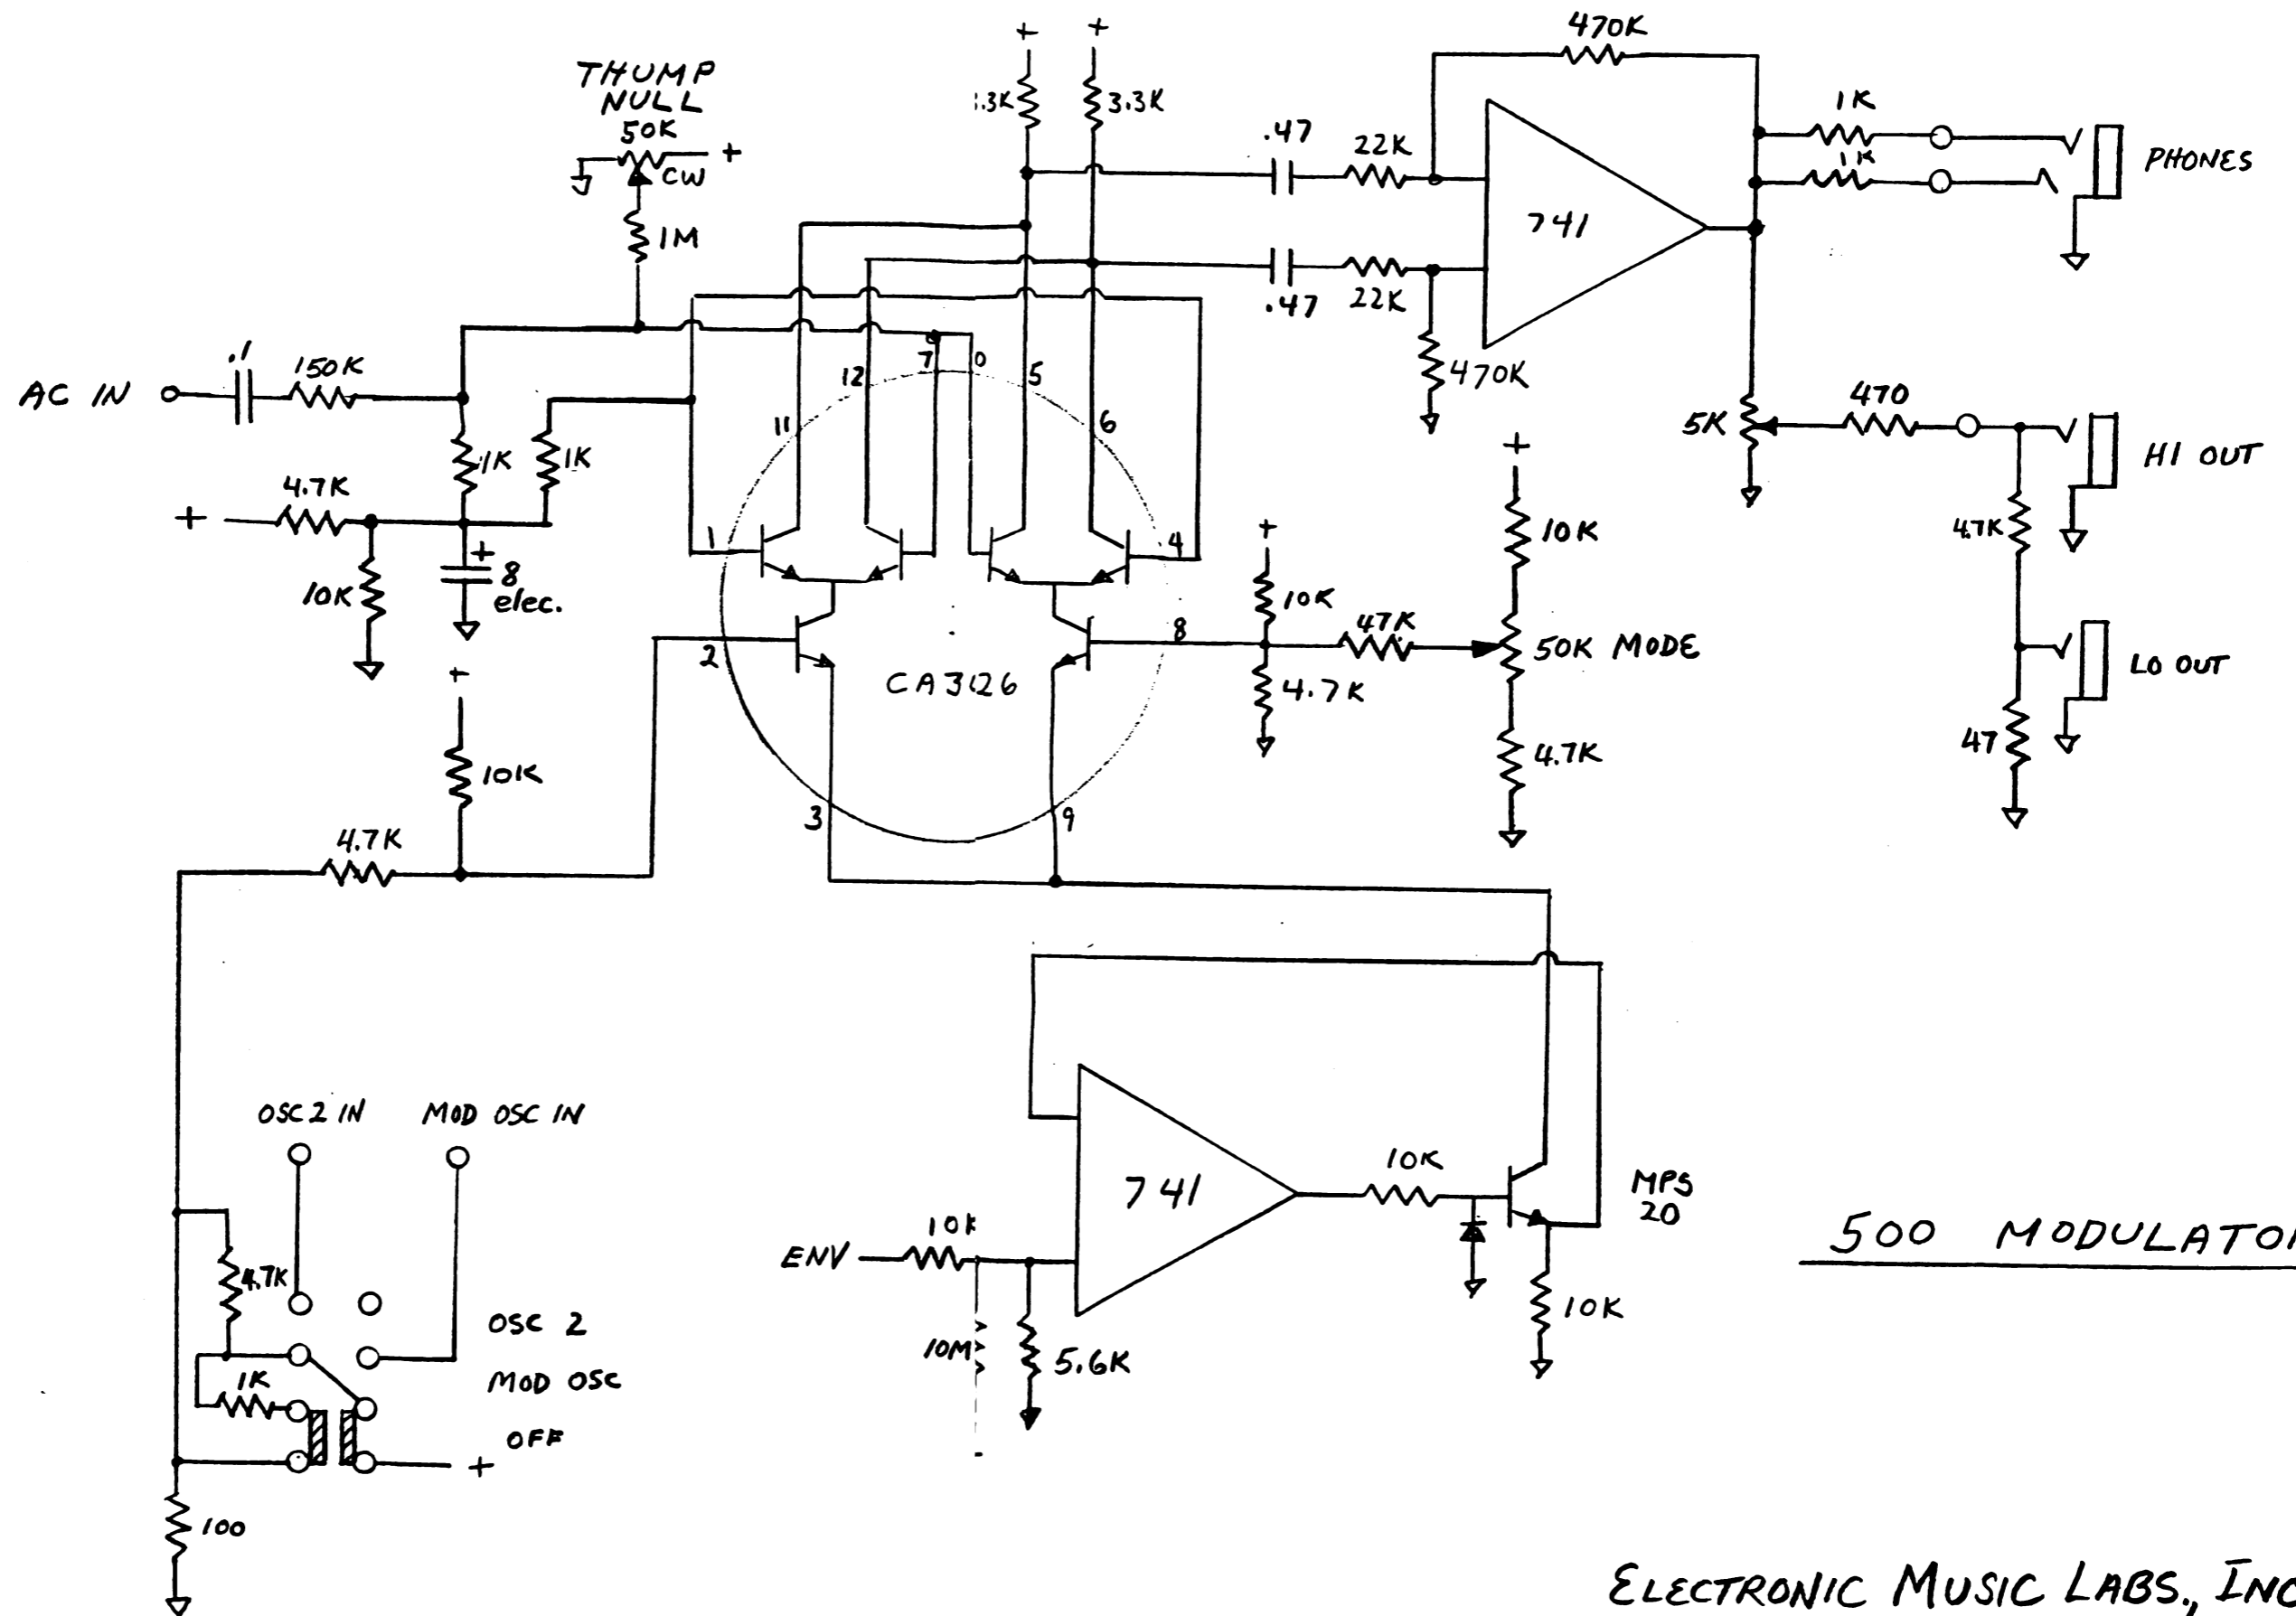 THUMP
NULL
50K
+
CW
1M
+
+
.3K
3.3K
470K
.47
22K
741
.47
22K
470K
1K
1K
PHONES
AC IN
.1
150K
1K
1K
4.7K
+
10K
+
8
elec.
11
12
7
5
6
1
4
2
8
3
9
CA3026
+
10K
4.7K
47K
+
10K
50K MODE
4.7K
5K
470
HI OUT
4.7K
LO OUT
47
+
10K
4.7K
OSC 2 IN
MOD OSC IN
4.7K
1K
OSC 2
MOD OSC
OFF
+
100
ENV
10K
10M
5.6K
741
10K
MPS
20
10K
500 MODULATOR
ELECTRONIC MUSIC LABS., INC